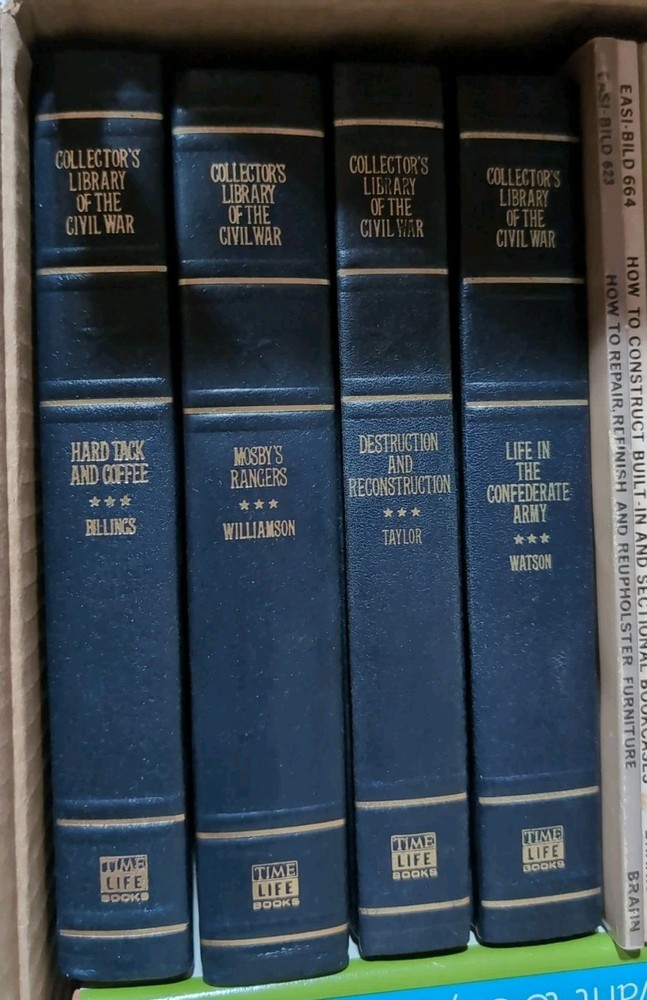 COLLECTOR'S
LIBRARY
OF THE
CIVIL WAR
HARD TACK
AND COFFEE
BILLINGS
TIME
LIFE
BOOKS
COLLECTOR'S
LIBRARY
OF THE
CIVIL WAR
MOSBY'S
RANGERS
WILLIAMSON
TIME
LIFE
BOOKS
COLLECTOR'S
LIBRARY
OF THE
CIVIL WAR
DESTRUCTION
AND
RECONSTRUCTION
TAYLOR
TIME
LIFE
BOOKS
COLLECTOR'S
LIBRARY
OF THE
CIVIL WAR
LIFE IN
THE
CONFEDERATE
ARMY
WATSON
TIME
LIFE
BOOKS
EASI-BILD 623 HOW TO REPAIR, REFINISH AND REUPHOLSTER FURNITURE
EASI-BILD 664 HOW TO CONSTRUCT BUILT-IN AND SECTIONAL BOOKCASES